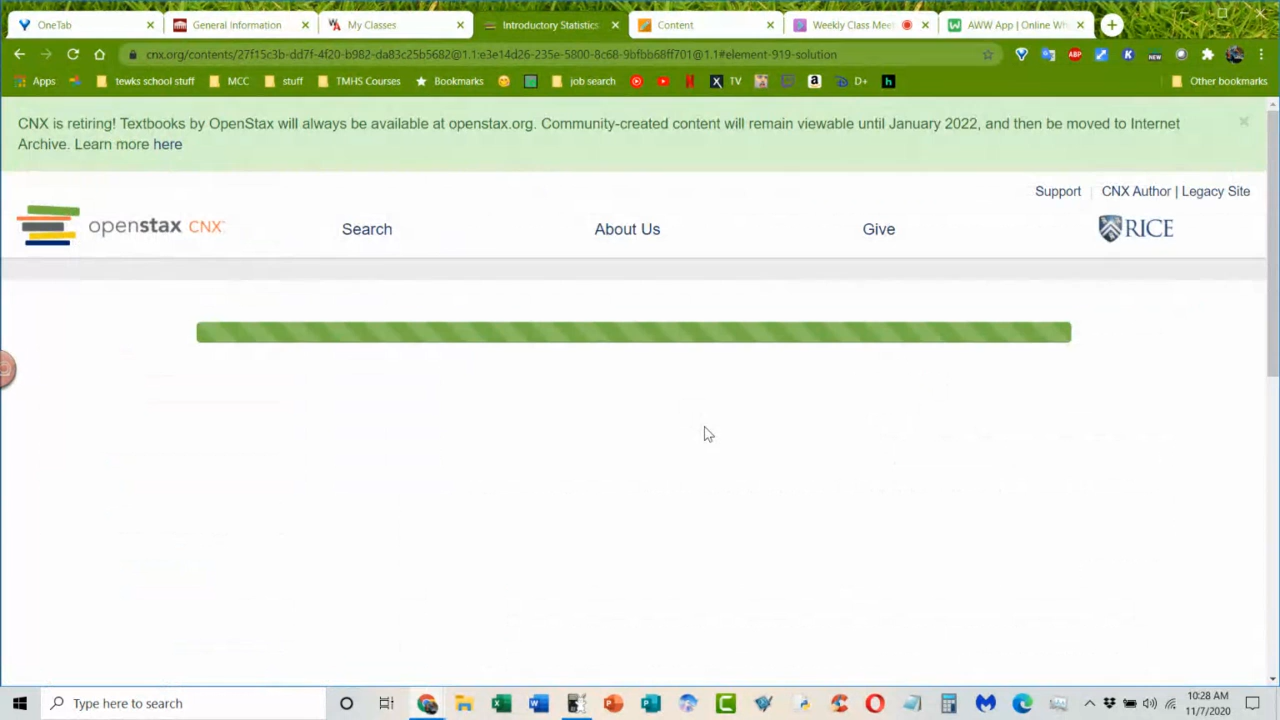 OneTab
General Information
My Classes
Introductory Statistics
Content
Weekly Class Meet
AWW App | Online Wh
cnx.org/contents/27f15c3b-dd7f-4f20-b982-da83c25b5682@1.1:e3e14d26-235e-5800-8c68-9bfbb68ff701@1.1#element-919-solution
Apps tewks school stuff MCC stuff TMHS Courses Bookmarks job search X TV D+ h Other bookmarks
CNX is retiring! Textbooks by OpenStax will always be available at openstax.org. Community-created content will remain viewable until January 2022, and then be moved to Internet
Archive. Learn more here
Support | CNX Author | Legacy Site
openstax CNX
Search
About Us
Give
RICE
Type here to search
10:28 AM
11/7/2020